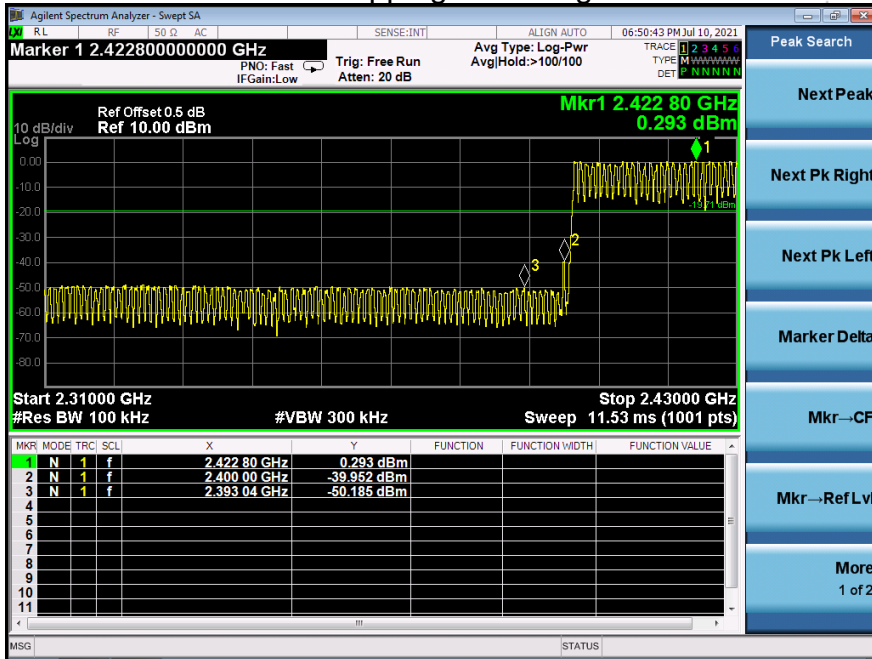 Agilent Spectrum Analyzer - Swept SA
LXI RL RF 50 Ω AC SENSE:INT ALIGN AUTO 06:50:43 PM Jul 10, 2021
Marker 1 2.422800000000 GHz
PNO: Fast
IFGain:Low
Trig: Free Run
Atten: 20 dB
Avg Type: Log-Pwr
Avg|Hold:>100/100
TRACE 1 2 3 4 5 6
TYPE M WWWWW
DET P N N N N N
Peak Search
Mkr1 2.422 80 GHz
0.293 dBm
Ref Offset 0.5 dB
10 dB/div Ref 10.00 dBm
Log
0.00
-10.0
-20.0
-30.0
-40.0
-50.0
-60.0
-70.0
-80.0
1
-19.71 dBm
2
3
Start 2.31000 GHz Stop 2.43000 GHz
#Res BW 100 kHz #VBW 300 kHz Sweep 11.53 ms (1001 pts)
MKR MODE TRC SCL X Y FUNCTION FUNCTION WIDTH FUNCTION VALUE
1 N 1 f 2.422 80 GHz 0.293 dBm
2 N 1 f 2.400 00 GHz -39.952 dBm
3 N 1 f 2.393 04 GHz -50.185 dBm
4
5
6
7
8
9
10
11
MSG STATUS
Next Peak
Next Pk Right
Next Pk Left
Marker Delta
Mkr→CF
Mkr→Ref Lvl
More
1 of 2